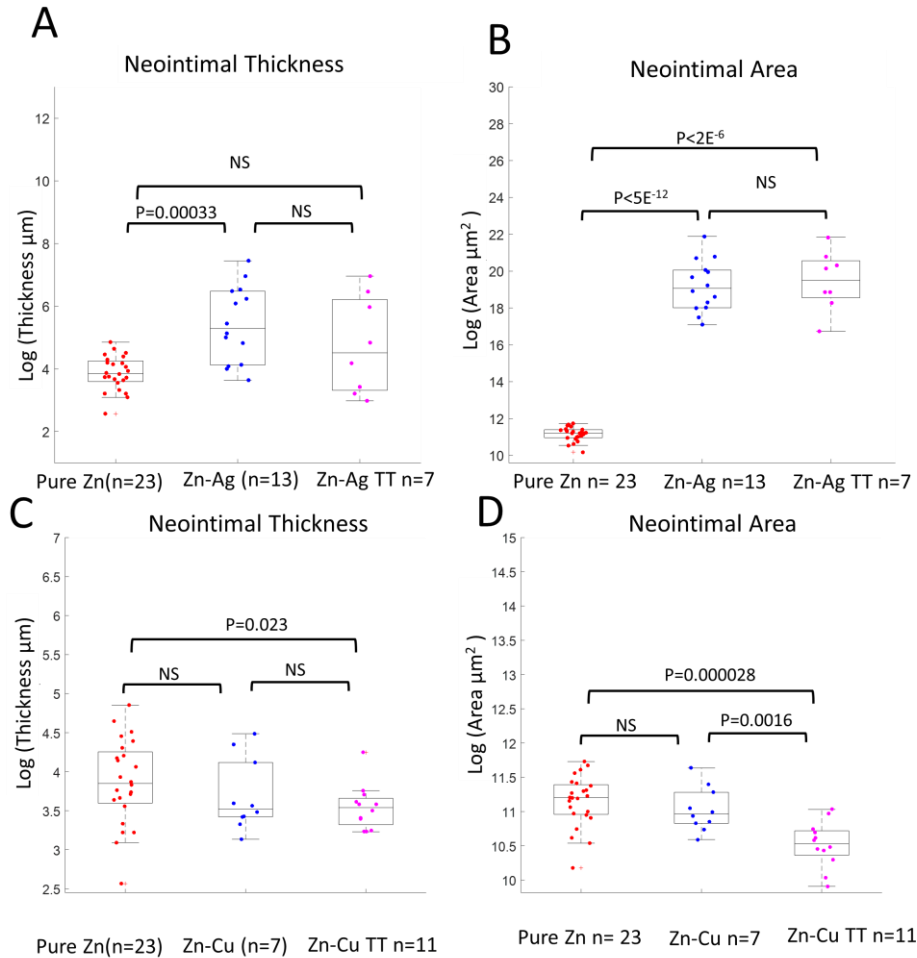 A
Neointimal Thickness
Log (Thickness μm)
12
10
8
6
4
2
NS
P=0.00033
NS
Pure Zn(n=23) Zn-Ag (n=13) Zn-Ag TT n=7
B
Neointimal Area
Log (Area μm²)
30
28
26
24
22
20
18
16
14
12
10
P<2E⁻⁶
NS
P<5E⁻¹²
Pure Zn n= 23 Zn-Ag n=13 Zn-Ag TT n=7
C
Neointimal Thickness
Log (Thickness μm)
7
6.5
6
5.5
5
4.5
4
3.5
3
2.5
P=0.023
NS
NS
Pure Zn(n=23) Zn-Cu (n=7) Zn-Cu TT n=11
D
Neointimal Area
Log (Area μm²)
15
14.5
14
13.5
13
12.5
12
11.5
11
10.5
10
P=0.000028
P=0.0016
NS
Pure Zn n= 23 Zn-Cu n=7 Zn-Cu TT n=11